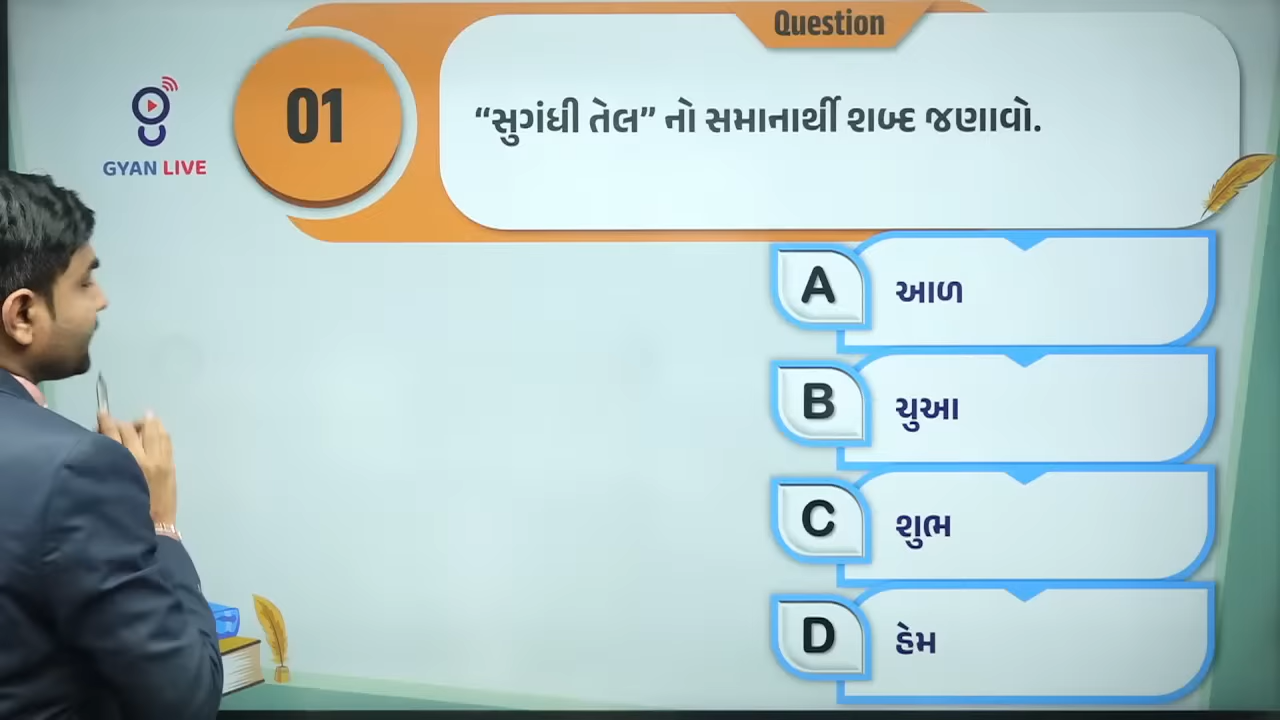 Question
01
“સુગંધી તેલ” નો સમાનાર્થી શબ્દ જણાવો.
GYAN LIVE
A
આળ
B
ચુઆ
C
શુભ
D
હેમ